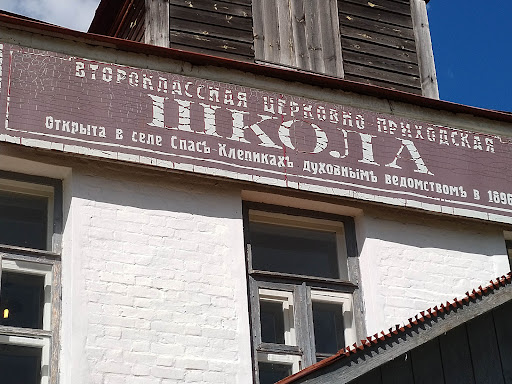 Второклассная церковно приходская
Школа
Открыта в селе Спасъ Клепикахъ духовнымъ ведомствомъ в 1896